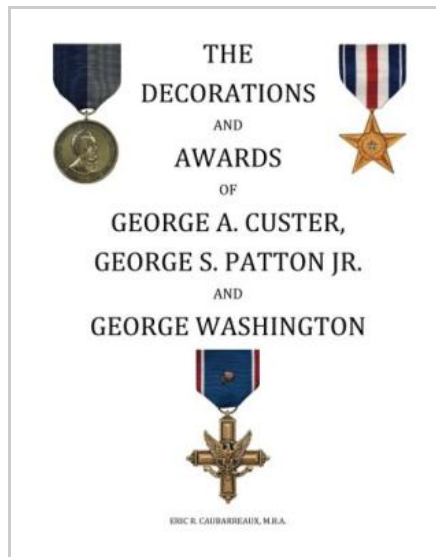 THE
DECORATIONS
AND
AWARDS
OF
GEORGE A. CUSTER,
GEORGE S. PATTON JR.
AND
GEORGE WASHINGTON
ERIC R. CAUBARREAUX, M.H.A.